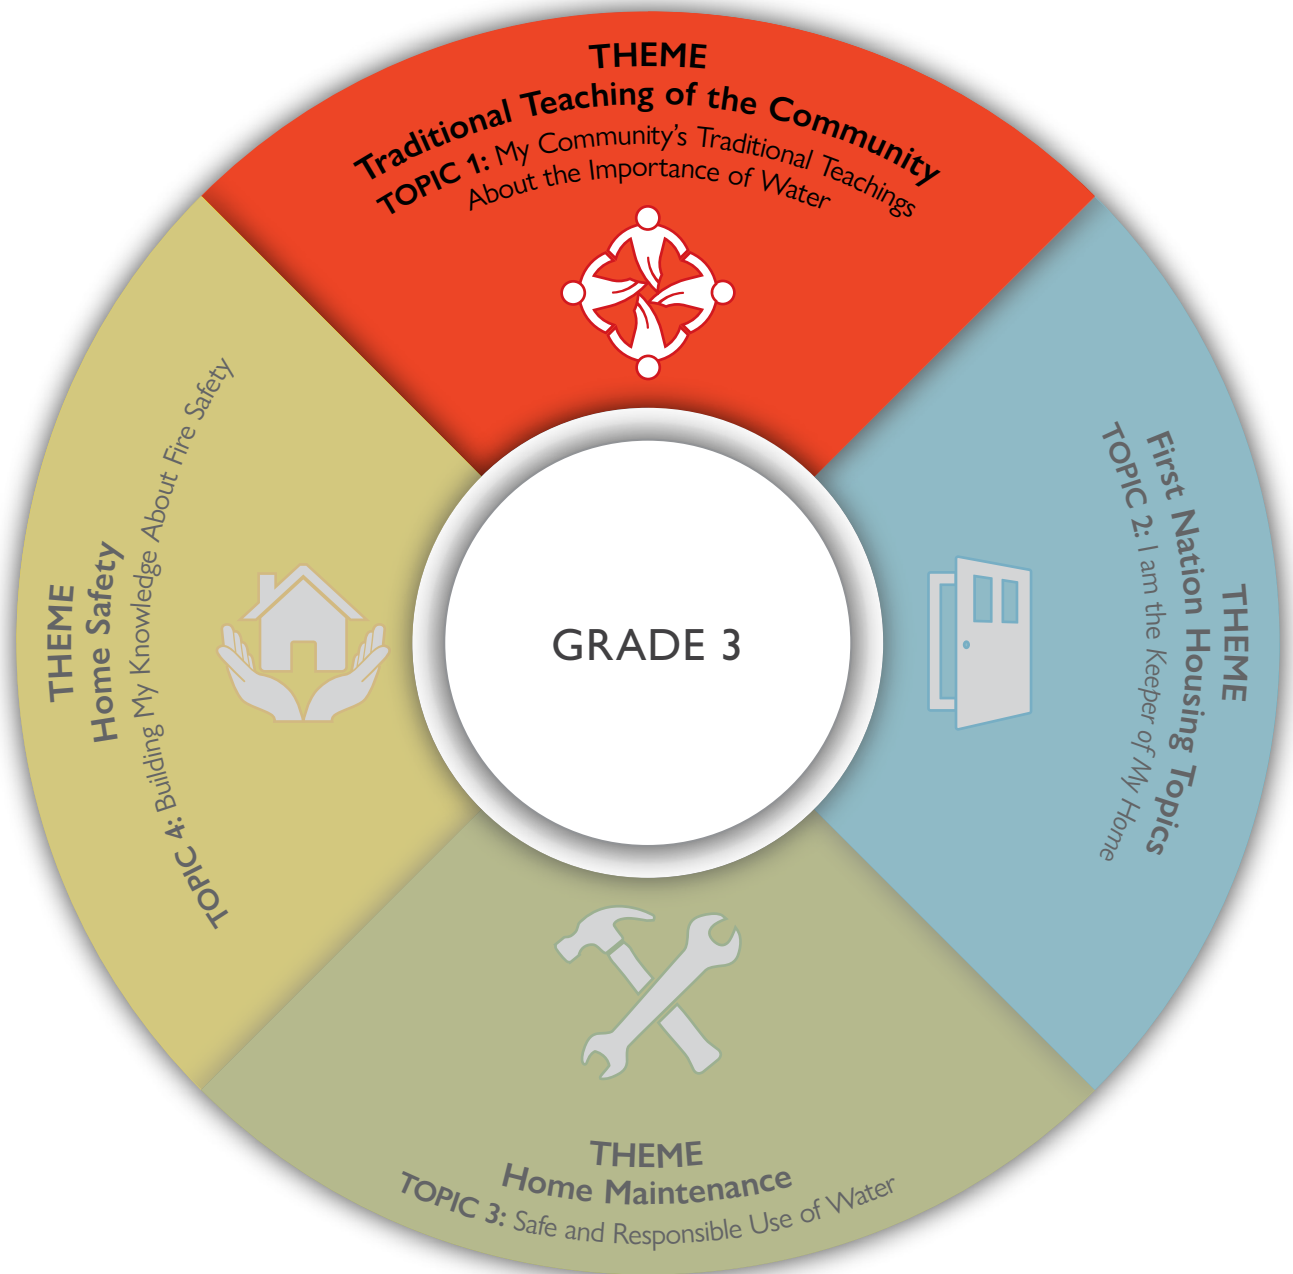 THEME
Traditional Teaching of the Community
TOPIC 1: My Community’s Traditional Teachings
About the Importance of Water
THEME
First Nation Housing Topics
TOPIC 2: I am the Keeper of My Home
THEME
Home Maintenance
TOPIC 3: Safe and Responsible Use of Water
THEME
Home Safety
TOPIC 4: Building My Knowledge About Fire Safety
GRADE 3